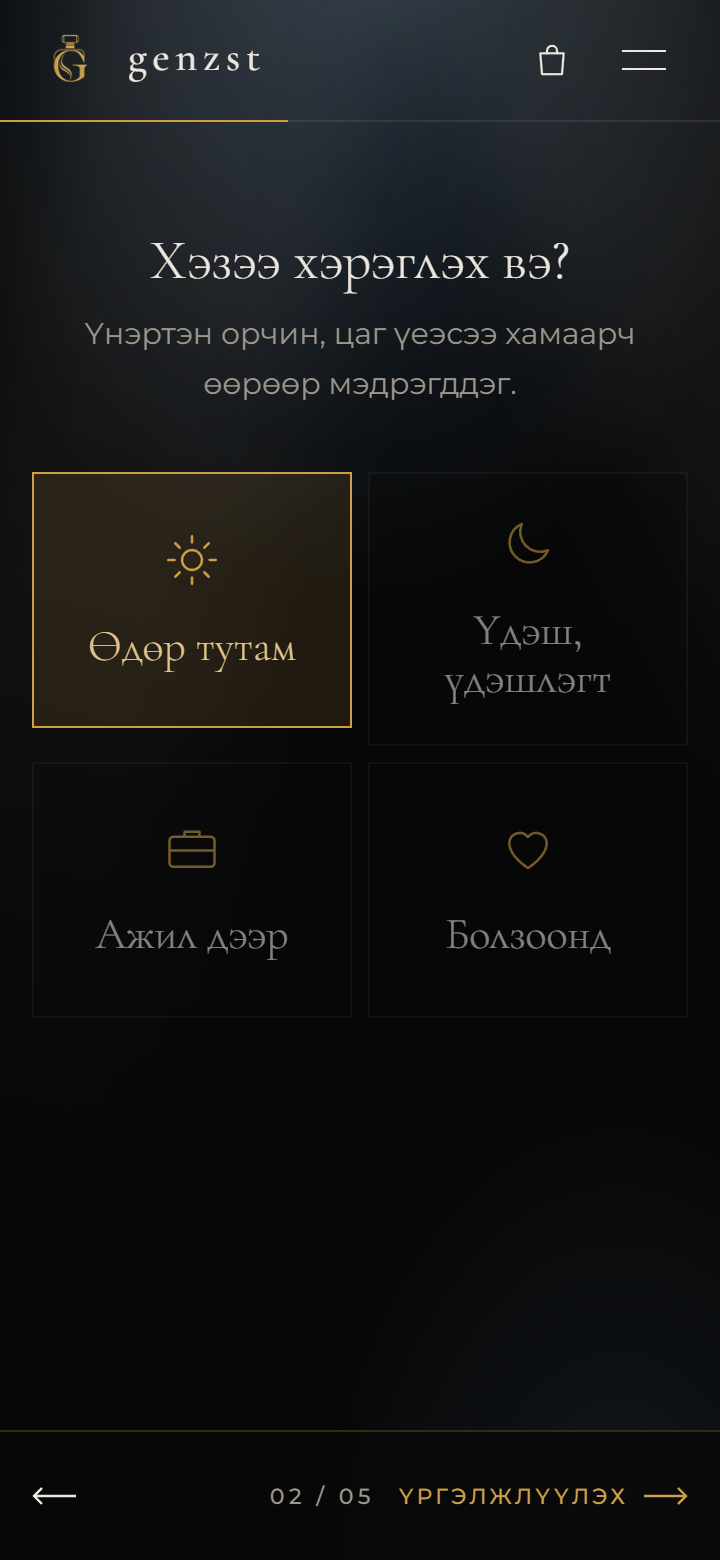 genzst
Хэзээ хэрэглэх вэ?
Үнэртэн орчин, цаг үеэсээ хамаарч
өөрөөр мэдрэгддэг.
Өдөр тутам
Үдэш,
үдэшлэгт
Ажил дээр
Болзоонд
02 / 05 ҮРГЭЛЖЛҮҮЛЭХ